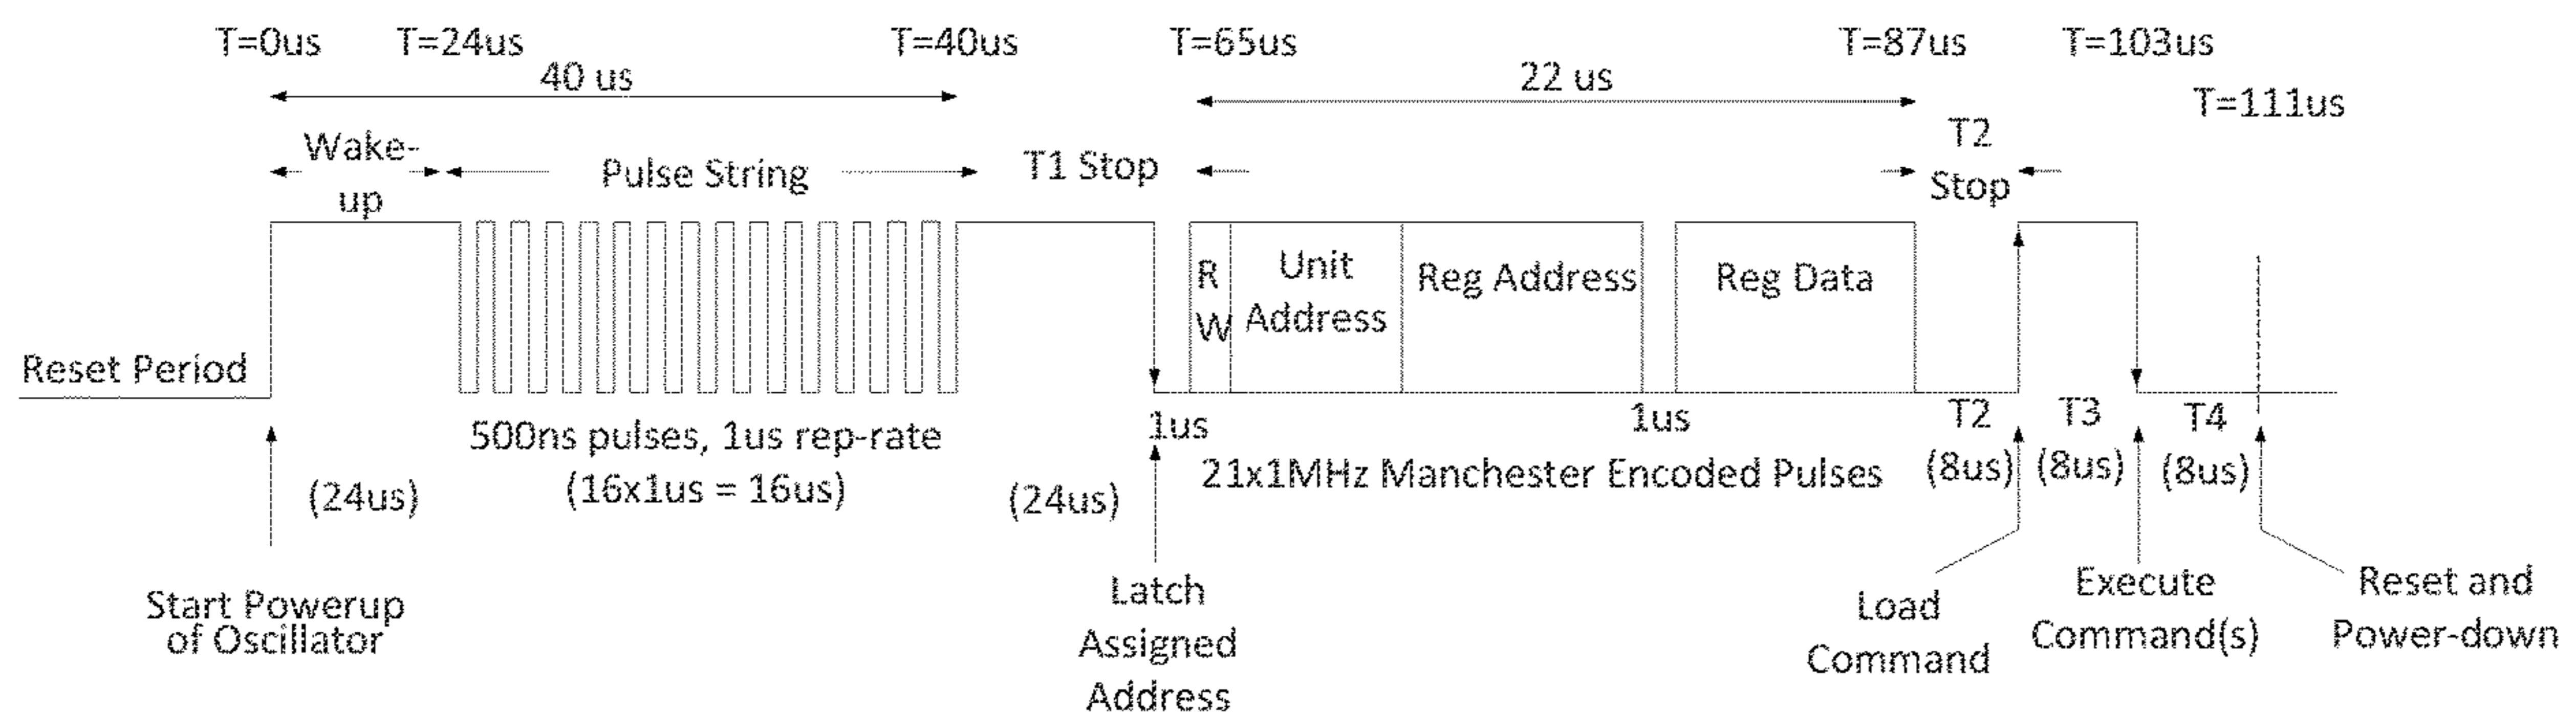 T=0us T=24us T=40us T=65us T=87us T=103us
40 us 22 us
T=111us
Wake-
up
Pulse String
T1 Stop
T2
Stop
R
W
Unit
Address
Reg Address
Reg Data
Reset Period
500ns pulses, 1us rep-rate
(16x1us = 16us)
(24us)
(24us)
1us
1us
21x1MHz Manchester Encoded Pulses
T2
(8us)
T3
(8us)
T4
(8us)
Start Powerup
of Oscillator
Latch
Assigned
Address
Load
Command
Execute
Command(s)
Reset and
Power-down